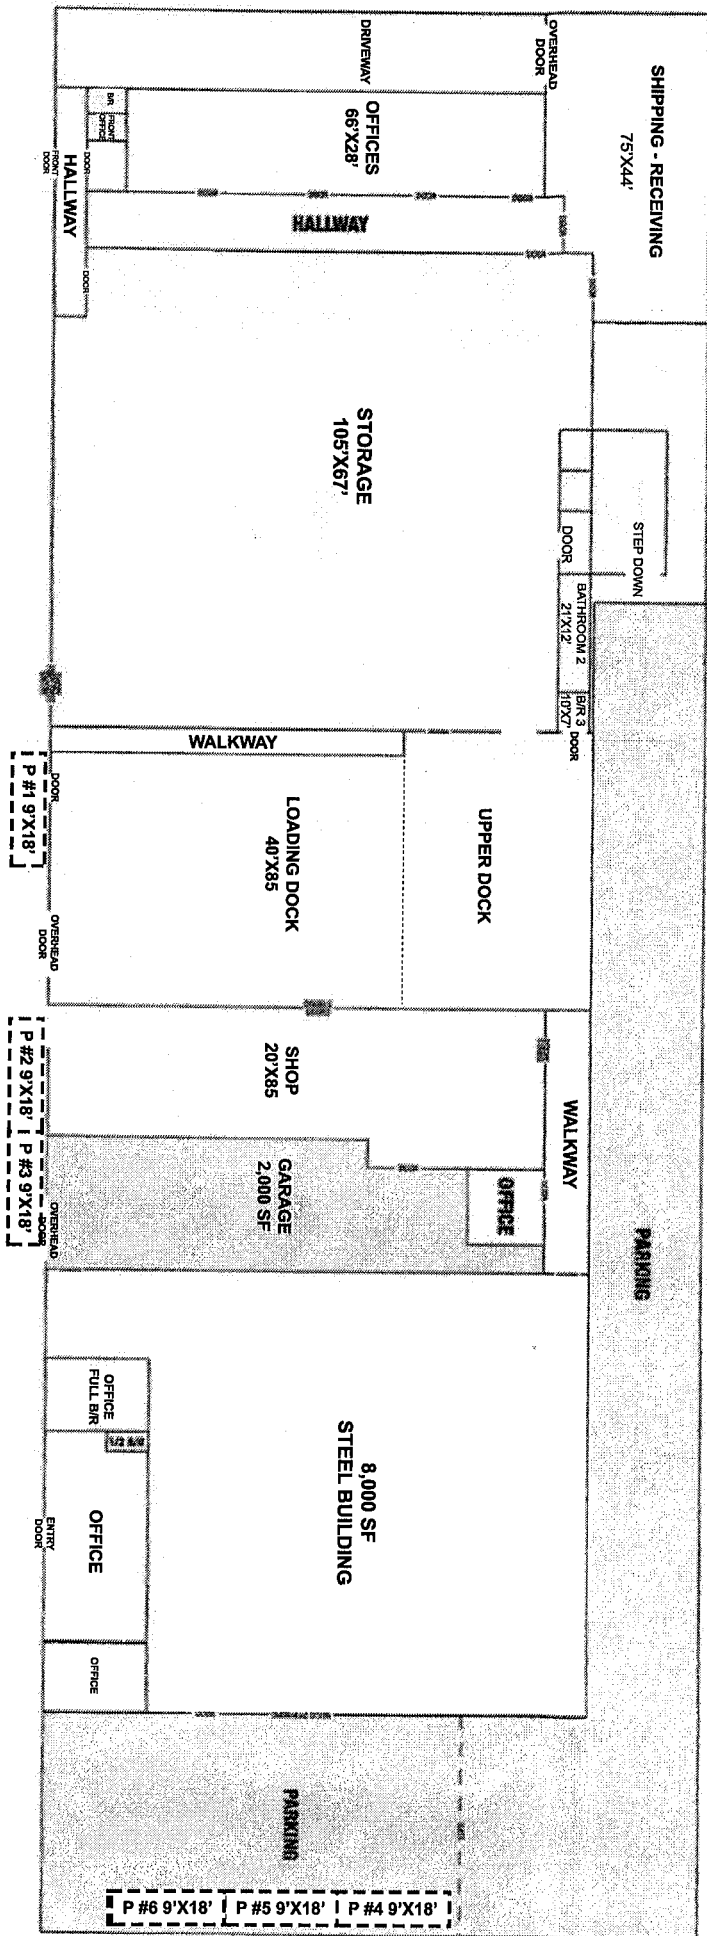 SHIPPING - RECEIVING
75'X44'
OVERHEAD
DOOR
DRIVEWAY
OFFICES
66'X28'
B/R
FRONT
OFFICE
HALLWAY
DOOR
FRONT
DOOR
DOOR
HALLWAY
STORAGE
105'X67'
STEP DOWN
DOOR
BATHROOM 2
21'X12'
B/R 3
10'X7'
DOOR
WALKWAY
DOOR
P #1 9'X18'
LOADING DOCK
40'X85
UPPER DOCK
OVERHEAD
DOOR
SHOP
20'X85
WALKWAY
P #2 9'X18'
P #3 9'X18'
GARAGE
2,000 SF
OFFICE
OVERHEAD
DOOR
PARKING
8,000 SF
STEEL BUILDING
OFFICE
FULL B/R
OFFICE
ENTRY
DOOR
OFFICE
PARKING
P #6 9'X18'
P #5 9'X18'
P #4 9'X18'